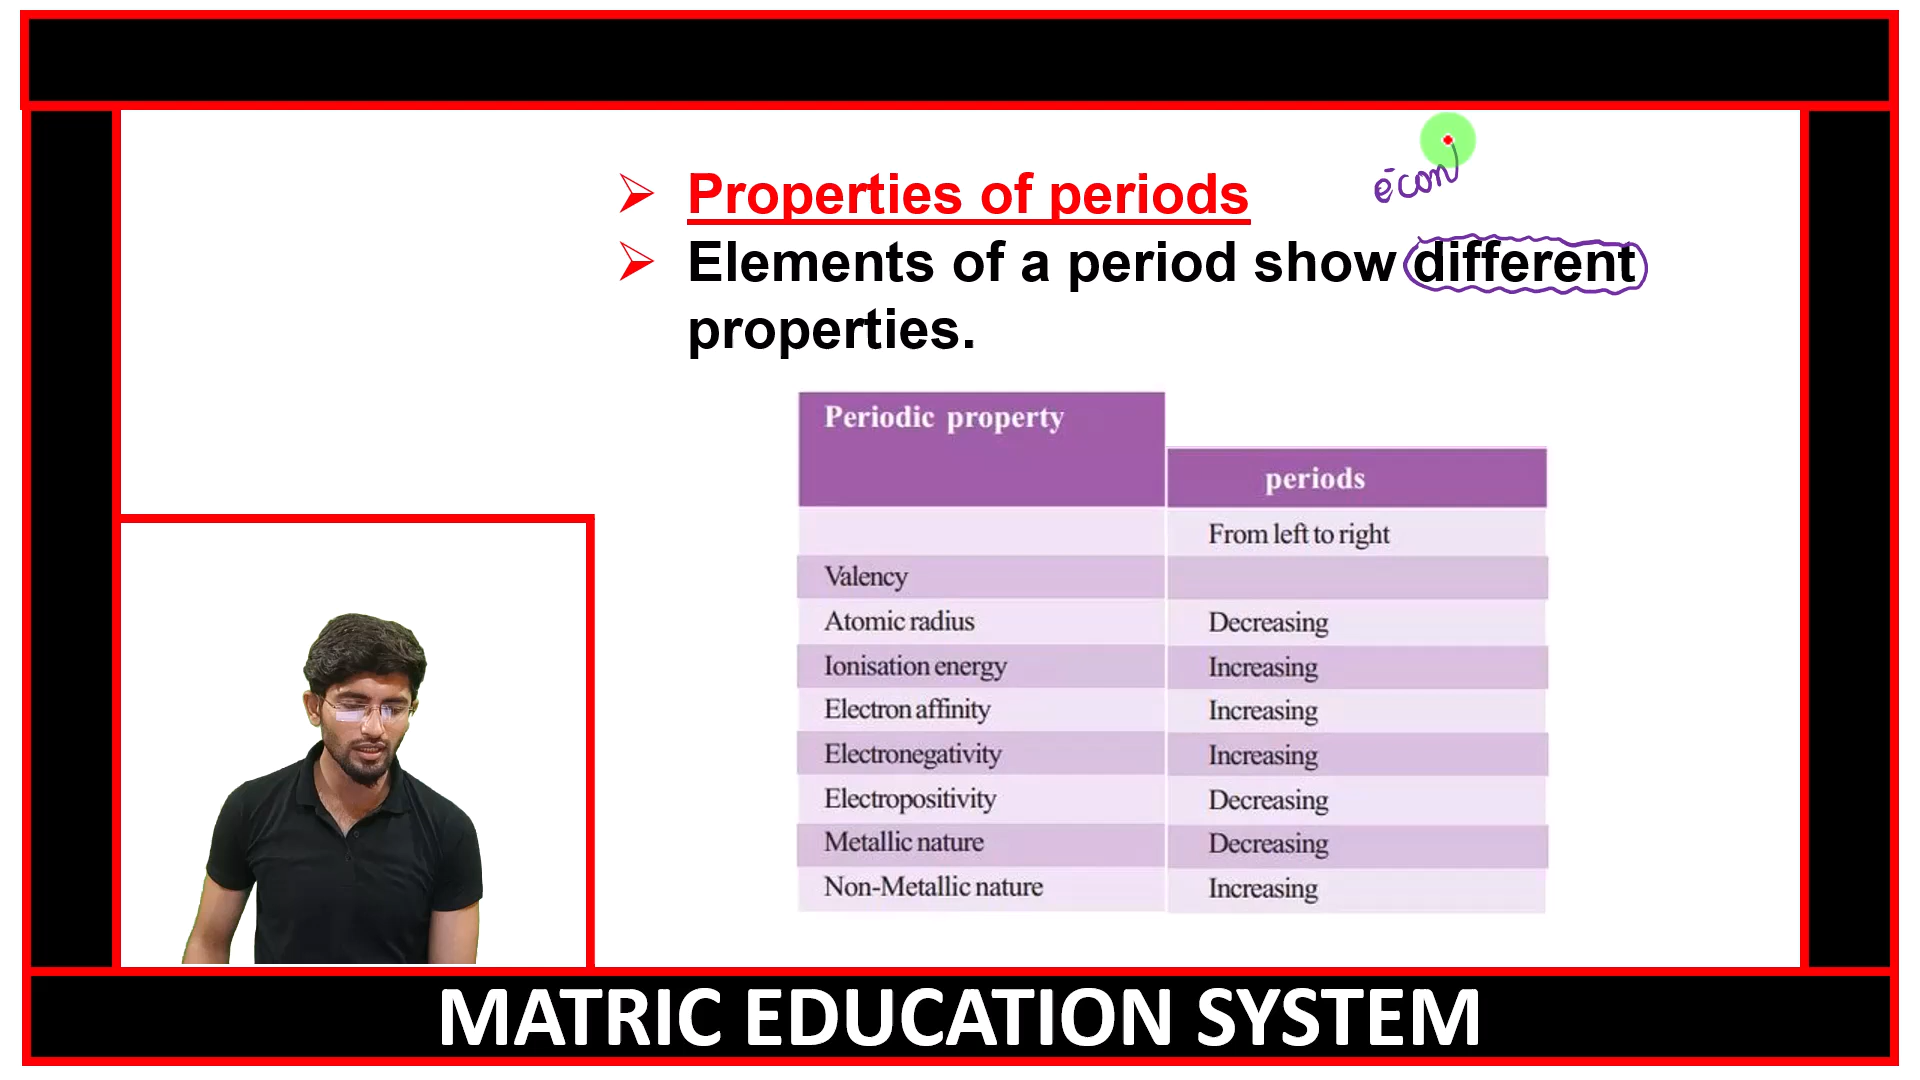 Properties of periods
Elements of a period show different
properties.
Periodic property
periods
From left to right
Valency
Atomic radius Decreasing
Ionisation energy Increasing
Electron affinity Increasing
Electronegativity Increasing
Electropositivity Decreasing
Metallic nature Decreasing
Non-Metallic nature Increasing
MATRIC EDUCATION SYSTEM